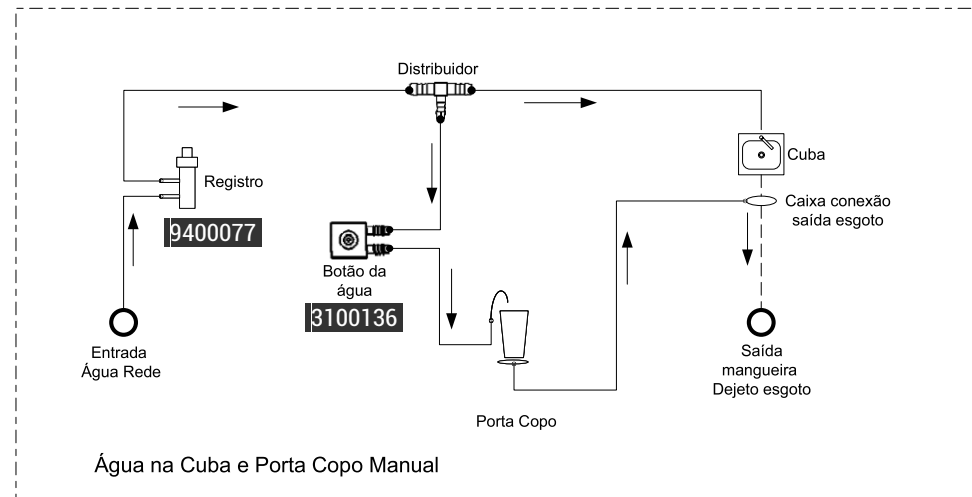 Distribuidor
Cuba
Registro
Caixa conexão
saída esgoto
9400077
Botão da
água
3100136
Entrada
Água Rede
Saída
mangueira
Dejeto esgoto
Porta Copo
Água na Cuba e Porta Copo Manual